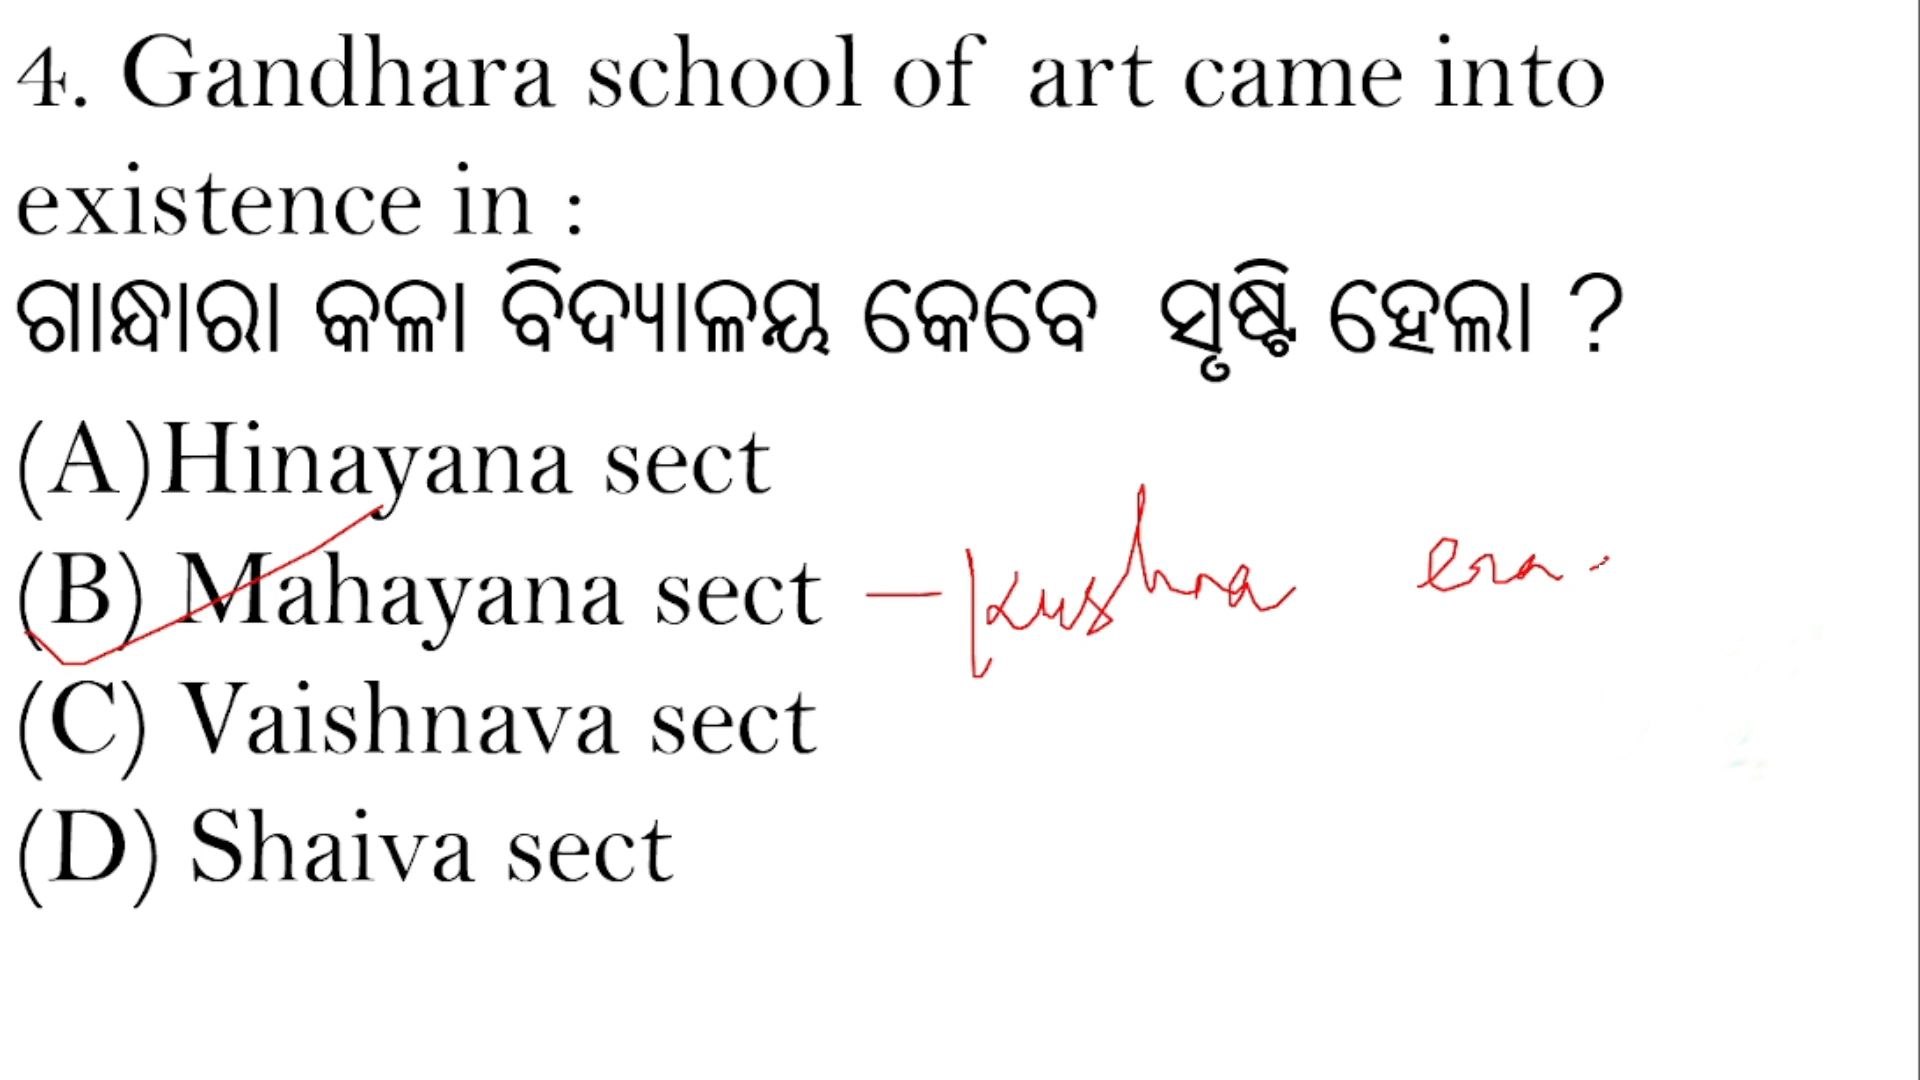 4. Gandhara school of art came into
existence in :
ଗାନ୍ଧାରା କଳା ବିଦ୍ୟାଳୟ କେବେ ସୃଷ୍ଟି ହେଲା ?
(A)Hinayana sect
(B) Mahayana sect – Kushna era.
(C) Vaishnava sect
(D) Shaiva sect